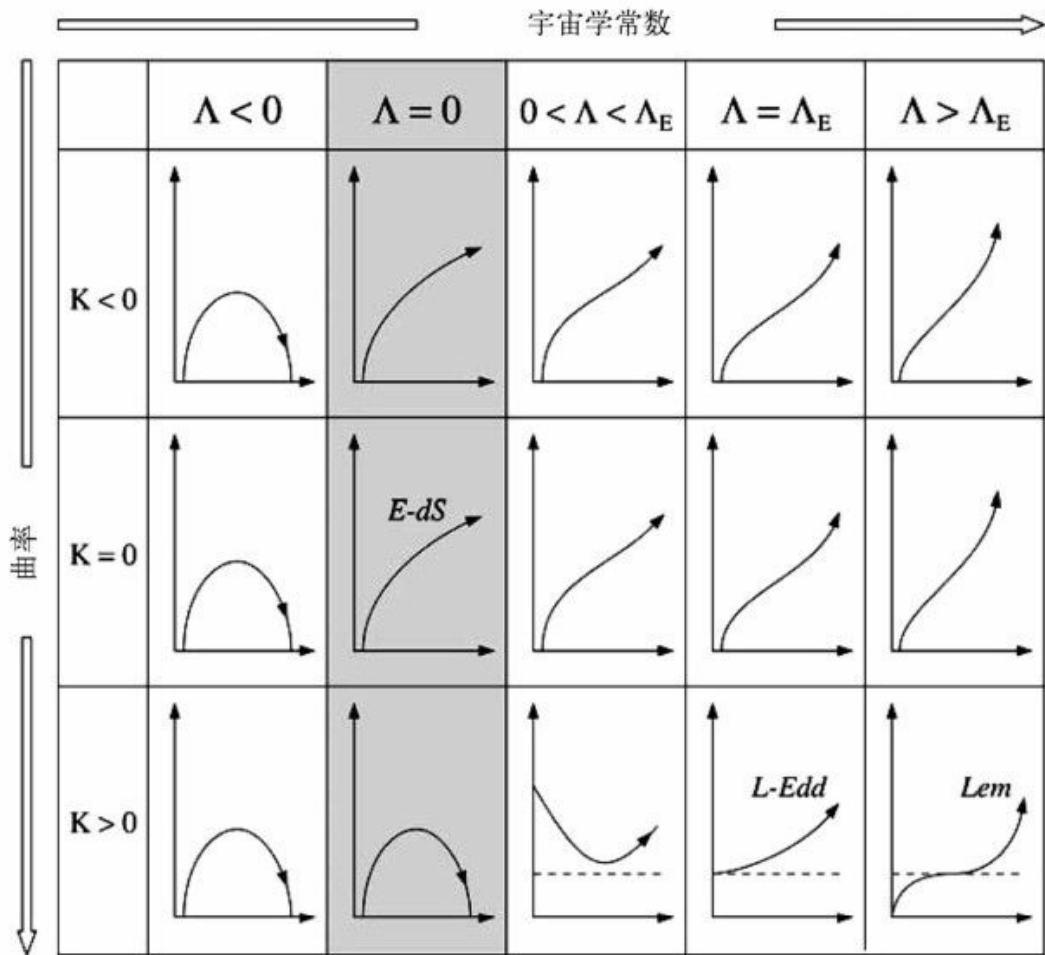 宇宙学常数
Λ < 0
Λ = 0
0 < Λ < Λ_E
Λ = Λ_E
Λ > Λ_E
曲率
K < 0
K = 0
E-dS
K > 0
L-Edd
Lem